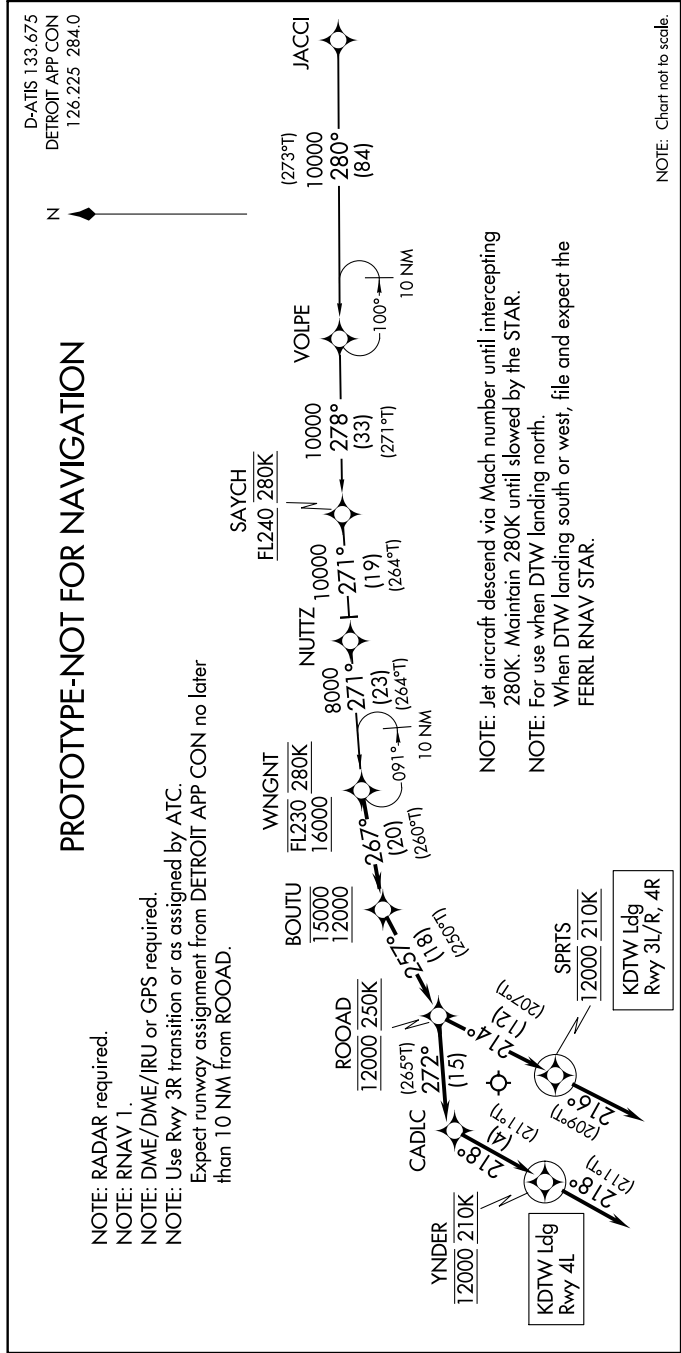 PROTOTYPE-NOT FOR NAVIGATION
D-ATIS 133.675
DETROIT APP CON
126.225 284.0
NOTE: RADAR required.
NOTE: RNAV 1.
NOTE: DME/DME/IRU or GPS required.
NOTE: Use Rwy 3R transition or as assigned by ATC.
Expect runway assignment from DETROIT APP CON no later
than 10 NM from ROOAD.
N
JACCI
(273°T)
10000
280°
(84)
VOLPE
100°
10 NM
10000
278°
(33)
(271°T)
SAYCH
FL240 280K
10000
271°
(19)
(264°T)
NUTTZ
8000
271°
(23)
(264°T)
WNGNT
FL230 280K
16000
091°
10 NM
267°
(20)
(260°T)
BOUTU
15000
12000
257°
(18)
(250°T)
ROOAD
12000 250K
(265°T)
272°
(15)
CADLC
218°
(4)
(211°T)
YNDER
12000 210K
218°
(211°T)
KDTW Ldg
Rwy 4L
214°
(12)
(207°T)
SPRTS
12000 210K
216°
(209°T)
KDTW Ldg
Rwy 3L/R, 4R
NOTE: Jet aircraft descend via Mach number until intercepting
280K. Maintain 280K until slowed by the STAR.
NOTE: For use when DTW landing north.
When DTW landing south or west, file and expect the
FERRL RNAV STAR.
NOTE: Chart not to scale.